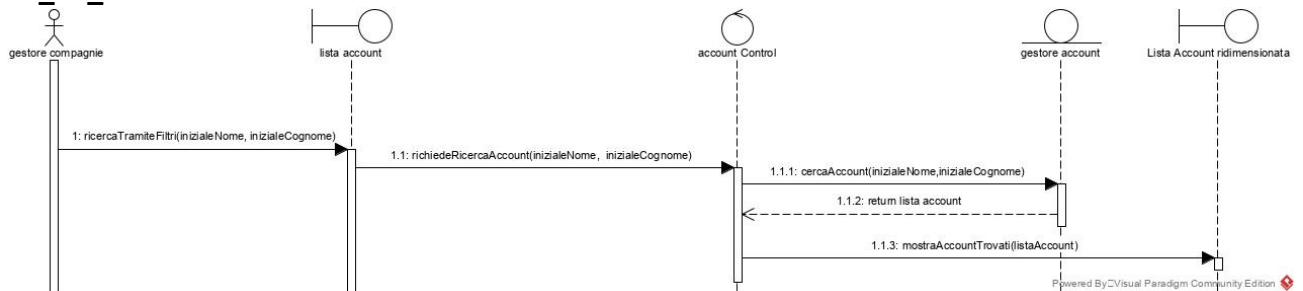 gestore compagnie
lista account
account Control
gestore account
Lista Account ridimensionata
1: ricercaTramiteFiltri(inizialeNome, inizialeCognome)
1.1: richiedeRicercaAccount(inizialeNome, inizialeCognome)
1.1.1: cercaAccount(inizialeNome,inizialeCognome)
1.1.2: return lista account
1.1.3: mostraAccountTrovati(listaAccount)
Powered By Visual Paradigm Community Edition